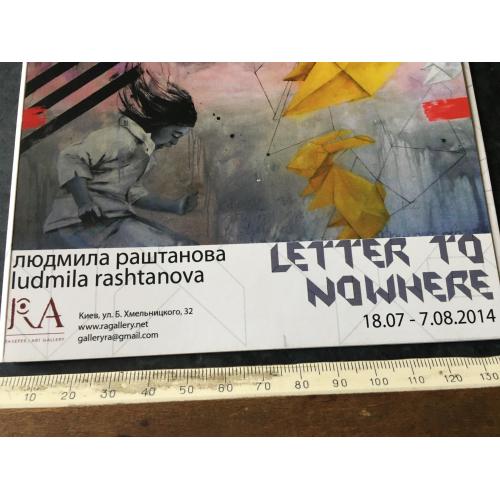 людмила раштанова
ludmila rashtanova
LETTER TO
NOWHERE
18.07 - 7.08.2014
RA
GALLERY
Киев, ул. Б. Хмельницкого, 32
www.ragallery.net
galleryra@gmail.com
10 20 30 40 50 60 70 80 90 100 110 120 130